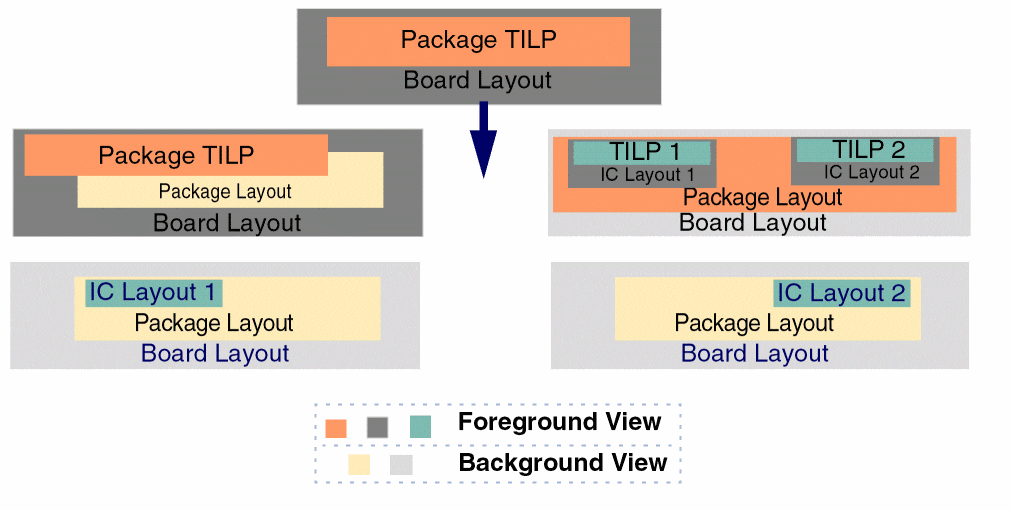 Package TILP
Board Layout
Package TILP
Package Layout
Board Layout
TILP 1
TILP 2
IC Layout 1
IC Layout 2
Package Layout
Board Layout
IC Layout 1
Package Layout
Board Layout
IC Layout 2
Package Layout
Board Layout
Foreground View
Background View